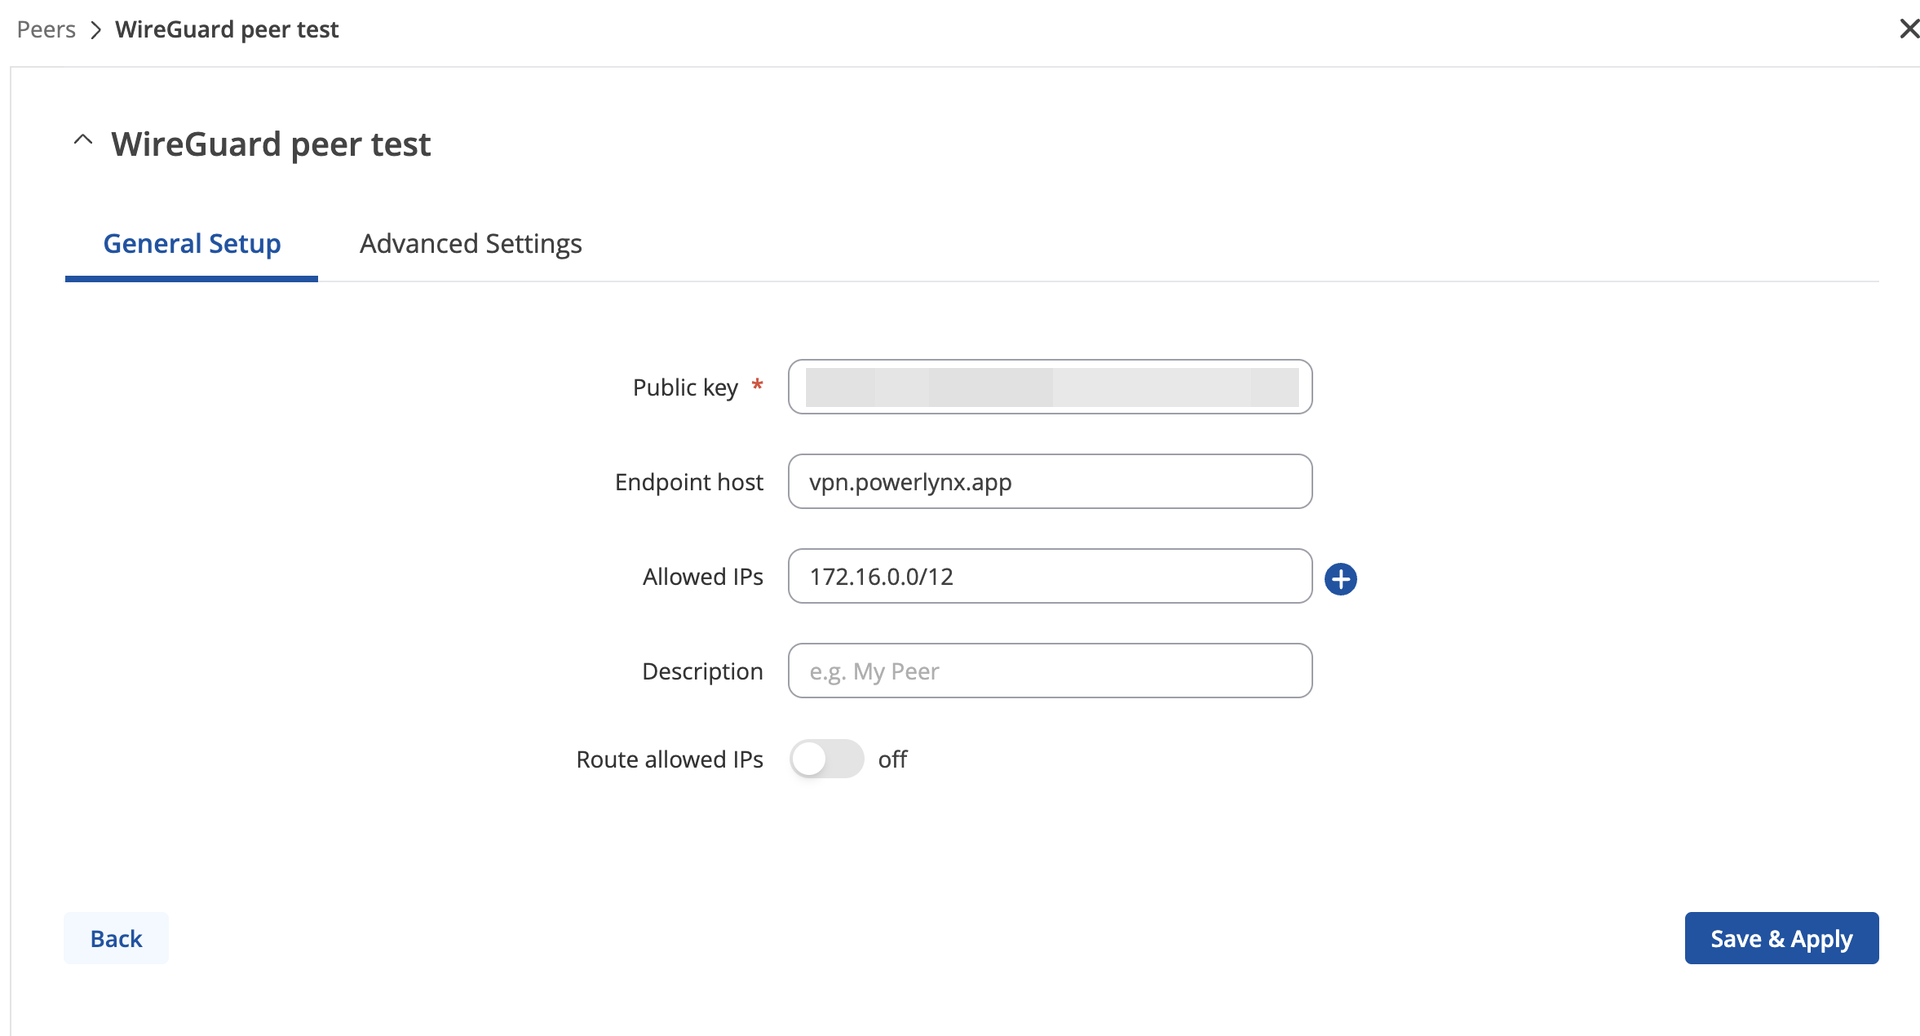 Peers > WireGuard peer test
WireGuard peer test
General Setup
Advanced Settings
Public key *
Endpoint host
vpn.powerlynx.app
Allowed IPs
172.16.0.0/12
Description
e.g. My Peer
Route allowed IPs
off
Back
Save & Apply